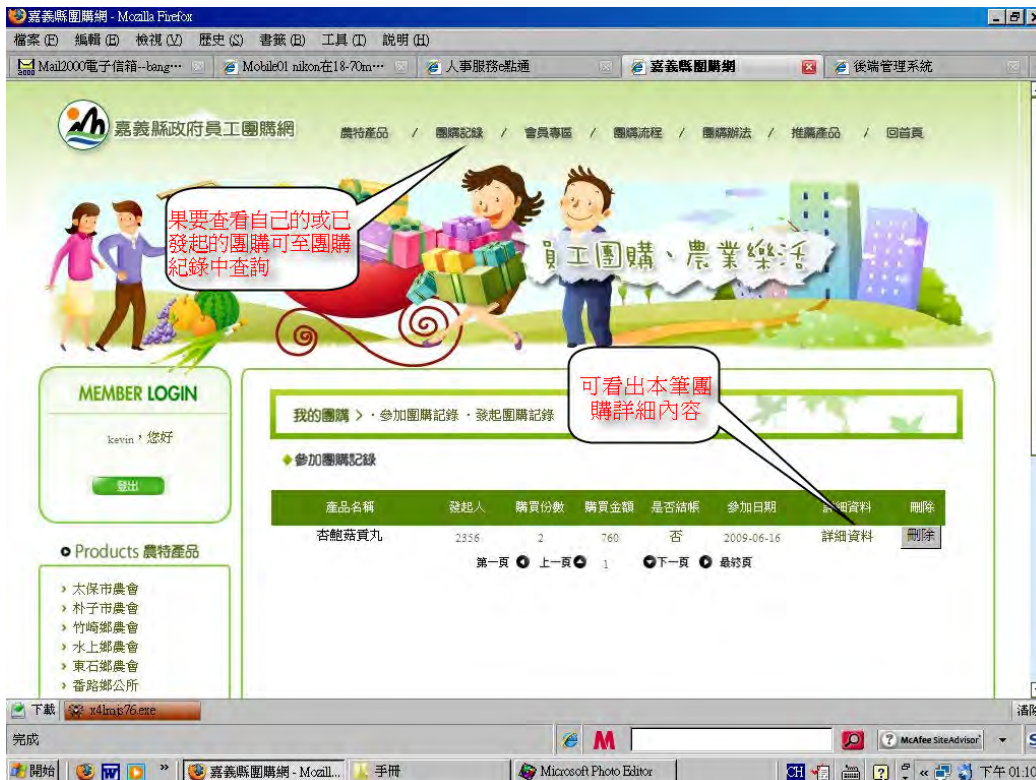 嘉義縣團購網 - Mozilla Firefox
檔案(F) 編輯(E) 檢視(V) 歷史(S) 書籤(B) 工具(T) 說明(H)
Mail2000電子信箱--bang… Mobile01 nikon在18-70m… 人事服務e點通 嘉義縣團購網 後端管理系統
嘉義縣政府員工團購網 農特產品 / 團購記錄 / 會員專區 / 團購流程 / 團購辦法 / 推薦產品 / 回首頁
果要查看自己的或已
發起的團購可至團購
紀錄中查詢
員工團購、農業樂活
MEMBER LOGIN
kevin,您好
登出
可看出本筆團
購詳細內容
我的團購 > ·參加團購記錄 ·發起團購記錄
參加團購記錄
產品名稱 發起人 購買份數 購買金額 是否結帳 參加日期 詳細資料 刪除
杏鮑菇貢丸 2356 2 760 否 2009-06-16 詳細資料 刪除
第一頁 上一頁 1 下一頁 最終頁
Products 農特產品
› 太保市農會
› 朴子市農會
› 竹崎鄉農會
› 水上鄉農會
› 東石鄉農會
› 番路鄉公所
下載 x4lmjs76.exe
完成 McAfee SiteAdvisor
開始 嘉義縣團購網 - Mozill... 手冊 Microsoft Photo Editor CH 下午 01